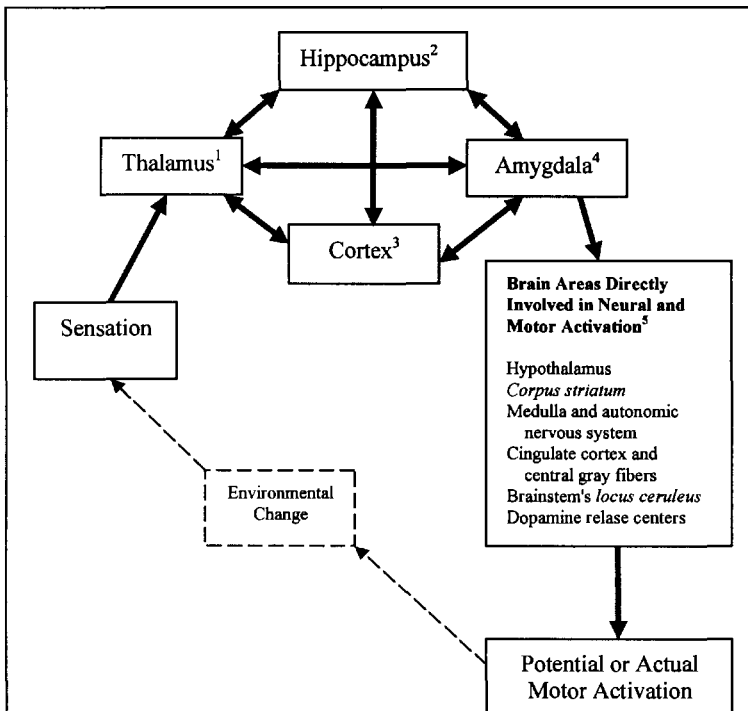 Hippocampus²
Thalamus¹
Amygdala⁴
Cortex³
Brain Areas Directly
Involved in Neural and
Motor Activation⁵
Hypothalamus
Corpus striatum
Medulla and autonomic
nervous system
Cingulate cortex and
central gray fibers
Brainstem's locus ceruleus
Dopamine relase centers
Sensation
Environmental
Change
Potential or Actual
Motor Activation